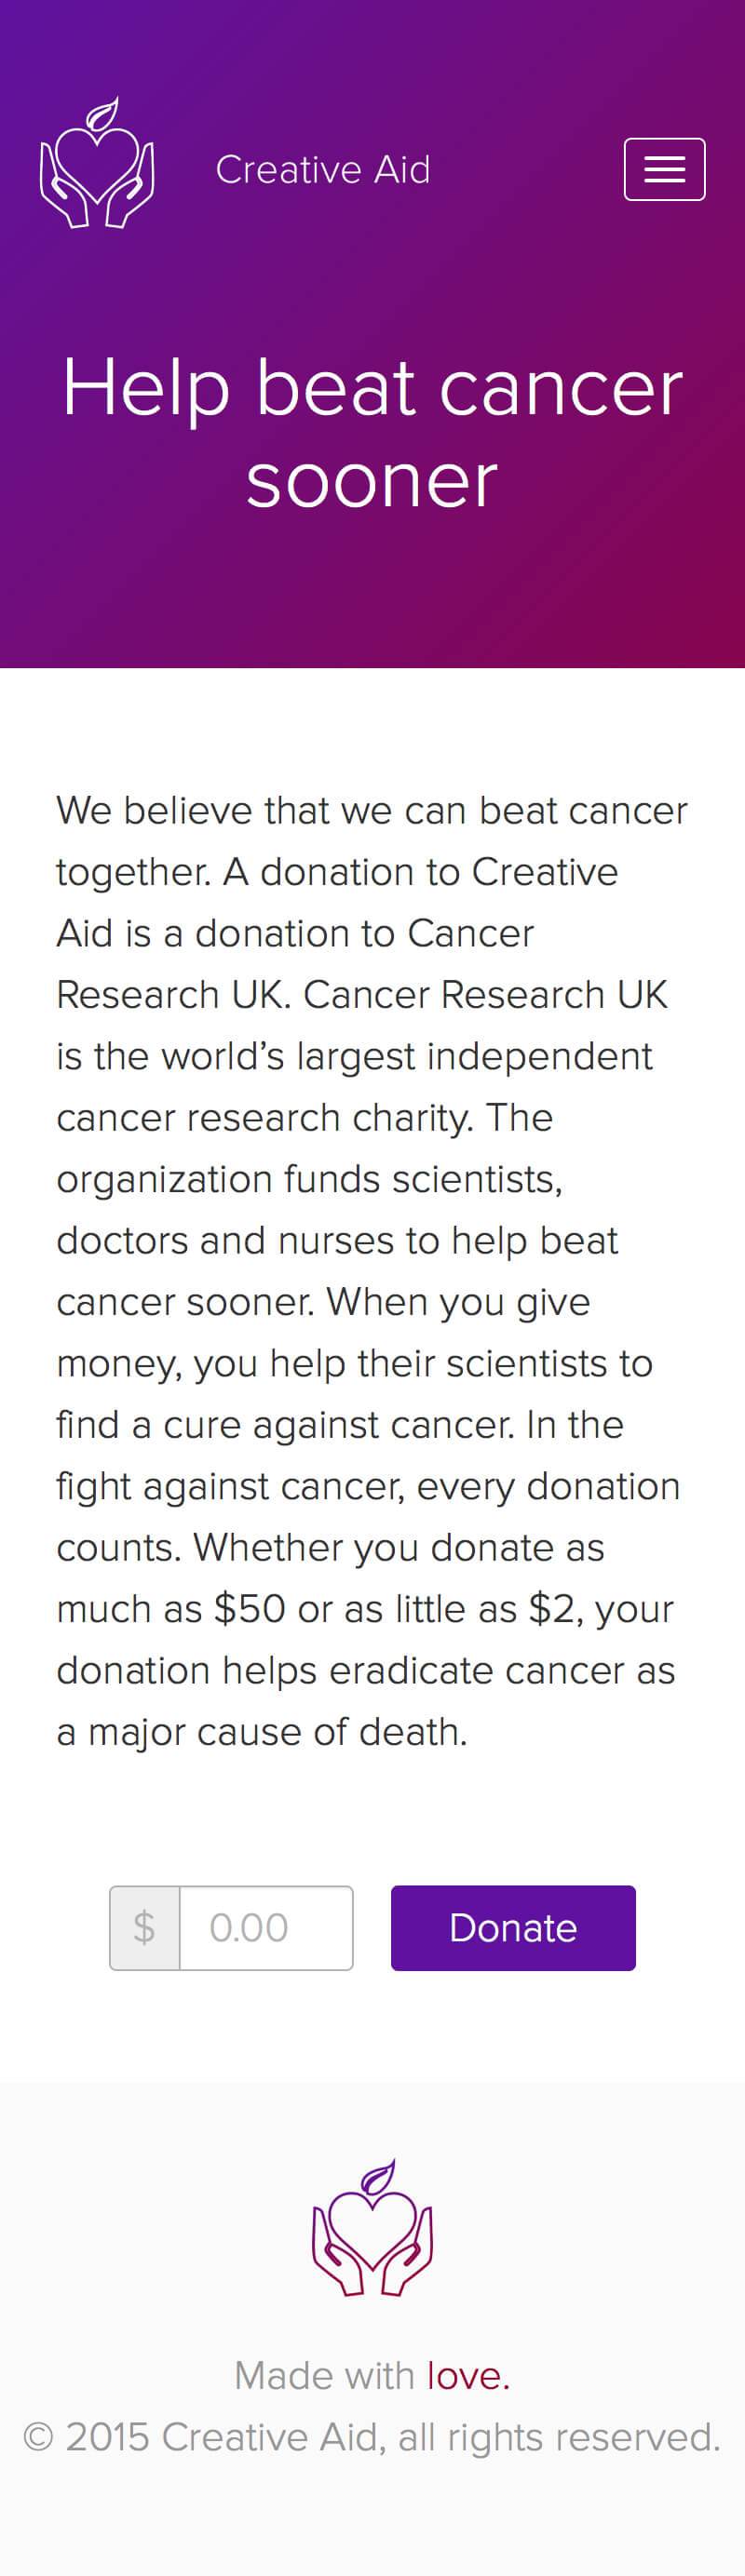 Creative Aid
Help beat cancer
sooner
We believe that we can beat cancer
together. A donation to Creative
Aid is a donation to Cancer
Research UK. Cancer Research UK
is the world’s largest independent
cancer research charity. The
organization funds scientists,
doctors and nurses to help beat
cancer sooner. When you give
money, you help their scientists to
find a cure against cancer. In the
fight against cancer, every donation
counts. Whether you donate as
much as $50 or as little as $2, your
donation helps eradicate cancer as
a major cause of death.
$ 0.00 Donate
Made with love.
© 2015 Creative Aid, all rights reserved.